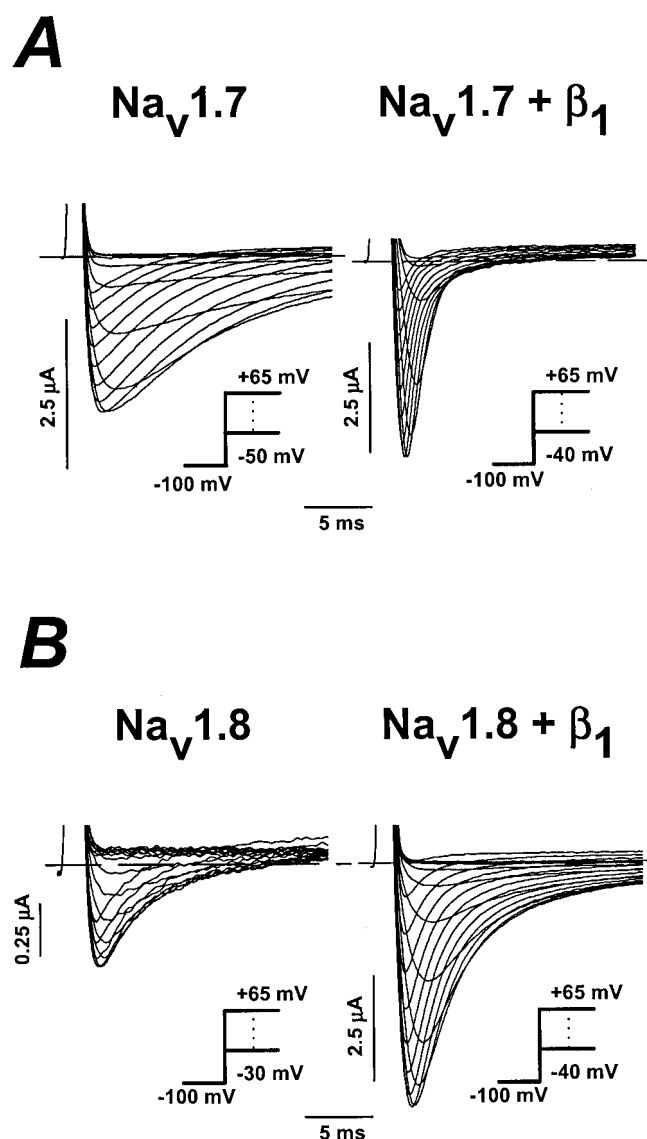 A
Naᵥ1.7
Naᵥ1.7 + β₁
2.5 µA
+65 mV
-50 mV
-100 mV
2.5 µA
+65 mV
-40 mV
-100 mV
5 ms
B
Naᵥ1.8
Naᵥ1.8 + β₁
0.25 µA
+65 mV
-30 mV
-100 mV
2.5 µA
+65 mV
-40 mV
-100 mV
5 ms